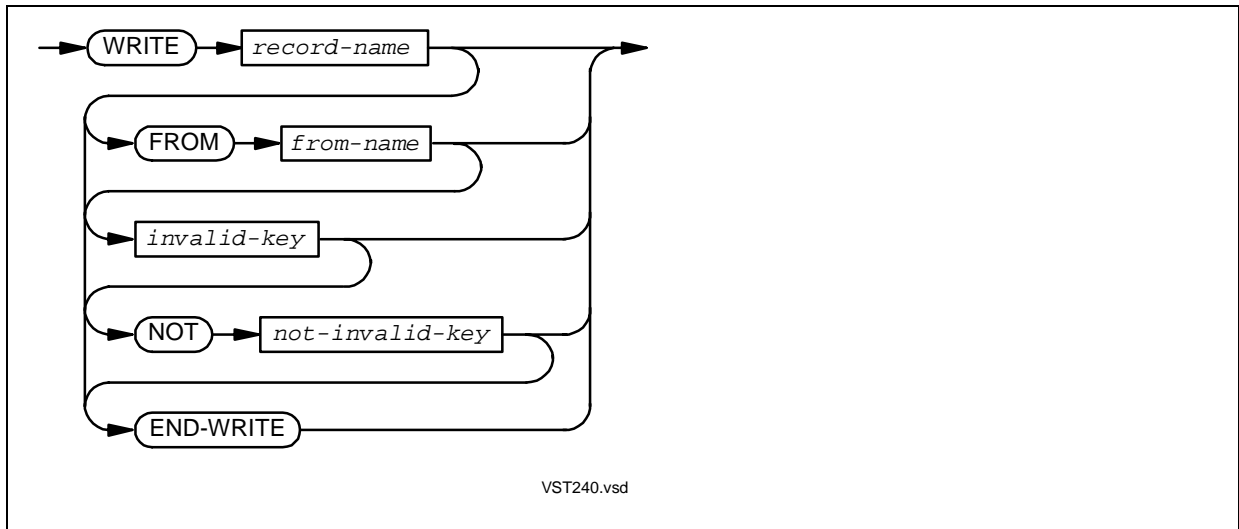 WRITE record-name
FROM from-name
invalid-key
NOT not-invalid-key
END-WRITE
VST240.vsd